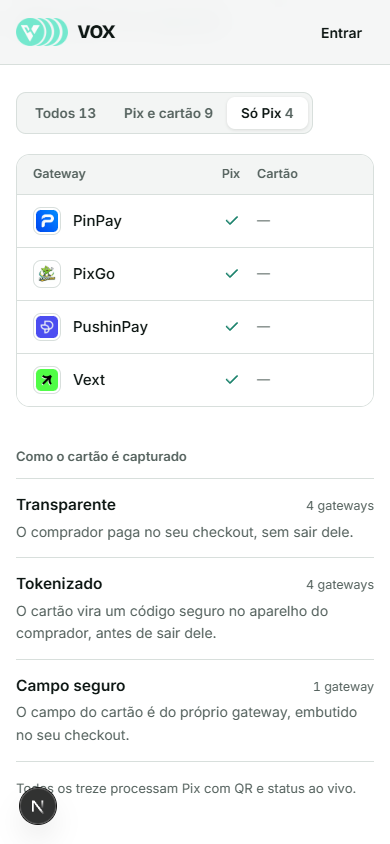 VOX
Entrar
Todos 13 Pix e cartão 9 Só Pix 4
Gateway Pix Cartão
PinPay —
PixGo —
PushinPay —
Vext —
Como o cartão é capturado
Transparente 4 gateways
O comprador paga no seu checkout, sem sair dele.
Tokenizado 4 gateways
O cartão vira um código seguro no aparelho do
comprador, antes de sair dele.
Campo seguro 1 gateway
O campo do cartão é do próprio gateway, embutido
no seu checkout.
Todos os treze processam Pix com QR e status ao vivo.
N